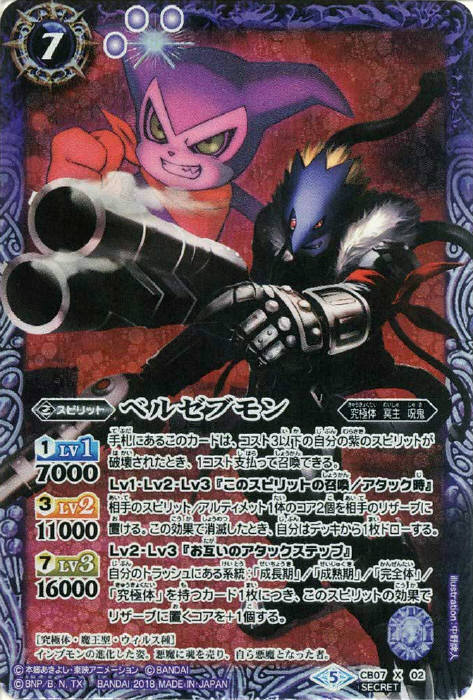 7
②スピリット
ベルゼブモン
究極体 冥主 呪鬼
1 LV1
7000
3 LV2
11000
7 LV3
16000
手札にあるこのカードは、コスト3以下の自分の紫のスピリットが
破壊されたとき、1コスト支払って召喚できる。
Lv1・Lv2・Lv3『このスピリットの召喚/アタック時』
相手のスピリット/アルティメット1体のコア2個を相手のリザーブに
置ける。この効果で消滅したとき、自分はデッキから1枚ドローする。
Lv2・Lv3『お互いのアタックステップ』
自分のトラッシュにある系統:「成長期」/「成熟期」/「完全体」/
「究極体」を持つカード1枚につき、このスピリットの効果で
リザーブに置くコアを+1個する。
[究極体・魔王型・ウィルス種]
インプモンの進化した姿。悪魔に魂を売り、自ら悪魔となった者。
©本郷あきよし・東映アニメーション ©BANDAI
©BNP/B, N, TX BANDAI 2018 MADE IN JAPAN
5
CB07 X 02
SECRET